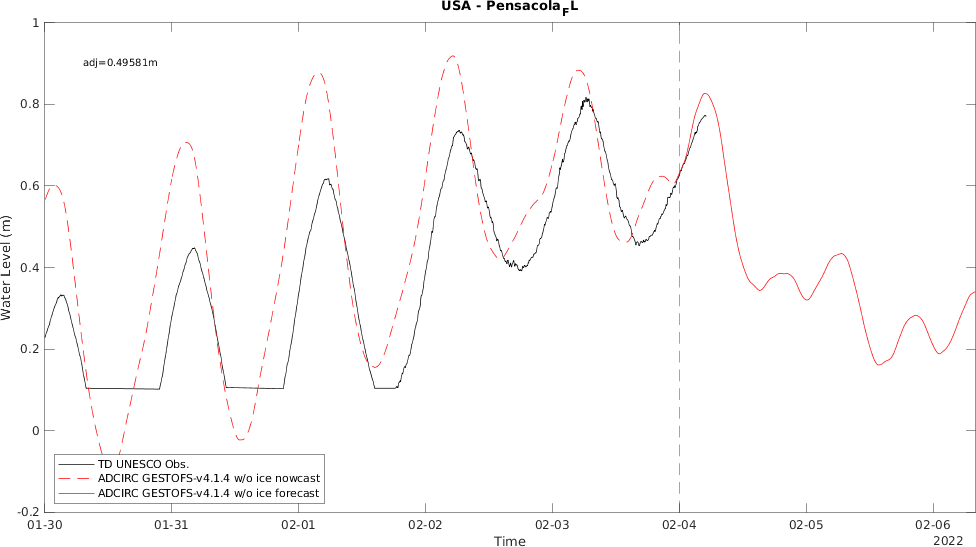 USA - Pensacola_FL
adj=0.49581m
1
0.8
0.6
0.4
0.2
0
-0.2
Water Level (m)
TD UNESCO Obs.
ADCIRC GESTOFS-v4.1.4 w/o ice nowcast
ADCIRC GESTOFS-v4.1.4 w/o ice forecast
01-30 01-31 02-01 02-02 02-03 02-04 02-05 02-06
Time
2022